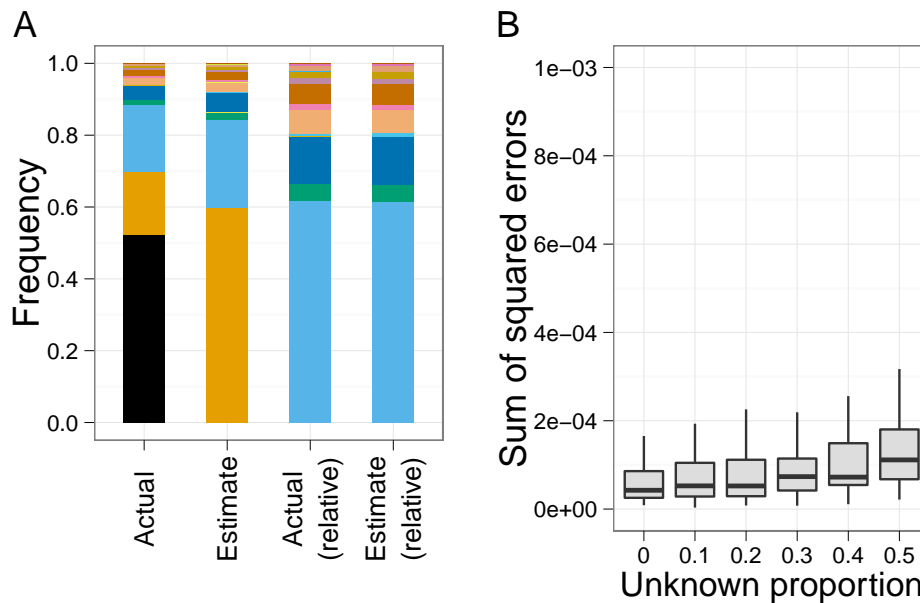 A
Frequency
1.0
0.8
0.6
0.4
0.2
0.0
Actual
Estimate
Actual
(relative)
Estimate
(relative)
B
Sum of squared errors
1e−03
8e−04
6e−04
4e−04
2e−04
0e+00
0 0.1 0.2 0.3 0.4 0.5
Unknown proportion